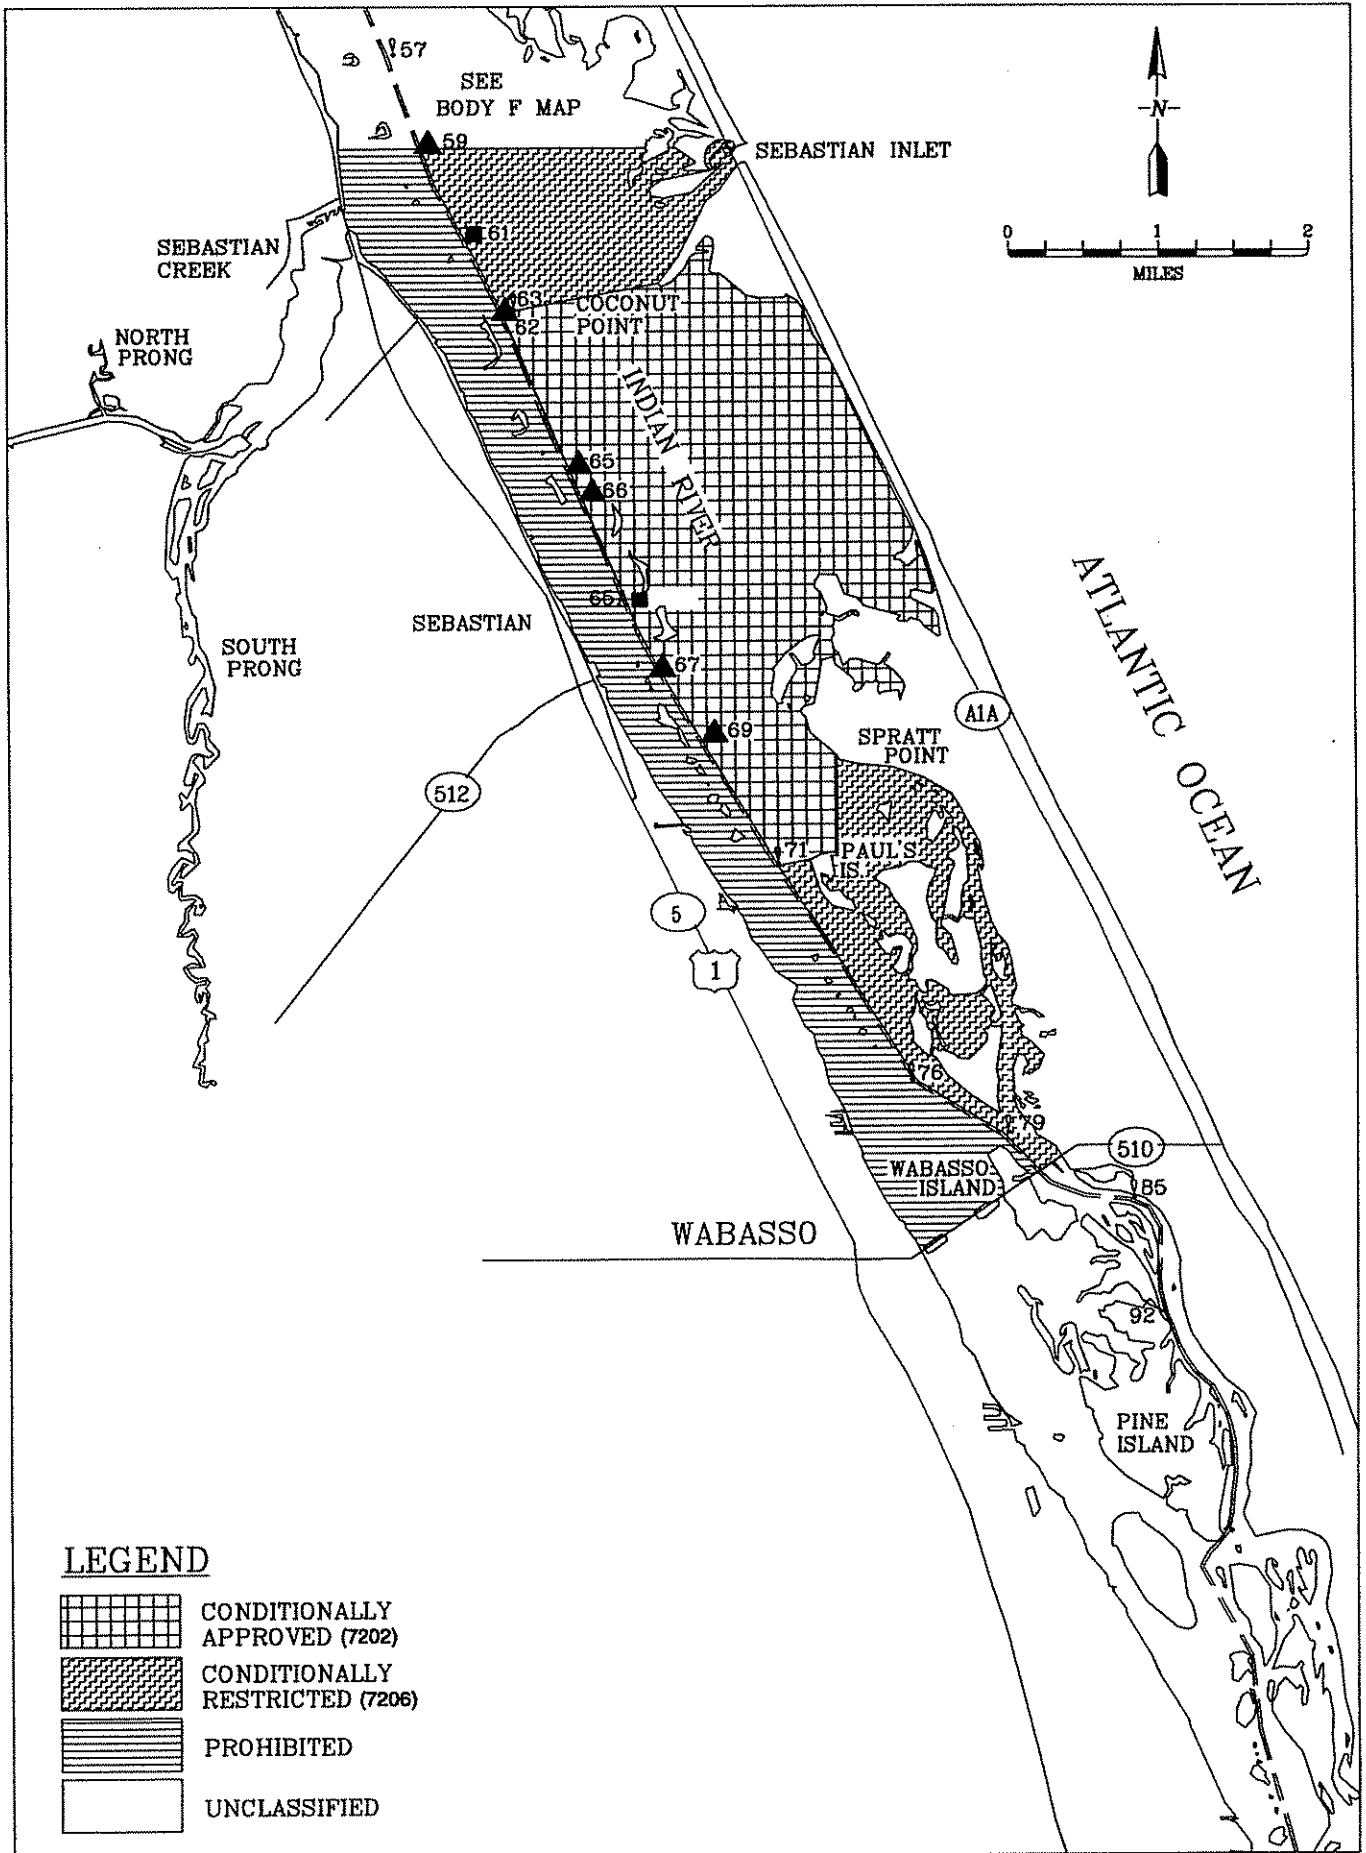 57
SEE
BODY F MAP
-N-
59
SEBASTIAN INLET
0 1 2
MILES
61
SEBASTIAN
CREEK
63
62
COCONUT
POINT
NORTH
PRONG
INDIAN RIVER
65
66
65A
SEBASTIAN
SOUTH
PRONG
67
69
A1A
SPRATT
POINT
ATLANTIC OCEAN
512
71
PAUL'S
IS.
5
1
76
79
510
WABASSO
ISLAND
85
WABASSO
92
PINE
ISLAND
LEGEND
CONDITIONALLY
APPROVED (7202)
CONDITIONALLY
RESTRICTED (7206)
PROHIBITED
UNCLASSIFIED